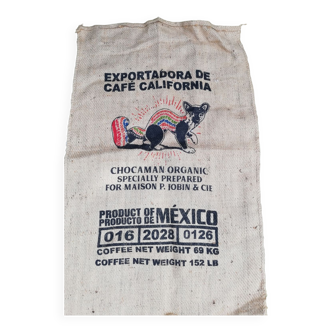 EXPORTADORA DE
CAFÉ CALIFORNIA
CHOCAMAN ORGANIC
SPECIALLY PREPARED
FOR MAISON P. JOBIN & CIE
PRODUCT OF
PRODUCTO DE MÉXICO
016 2028 0126
COFFEE NET WEIGHT 69 KG
COFFEE NET WEIGHT 152 LB